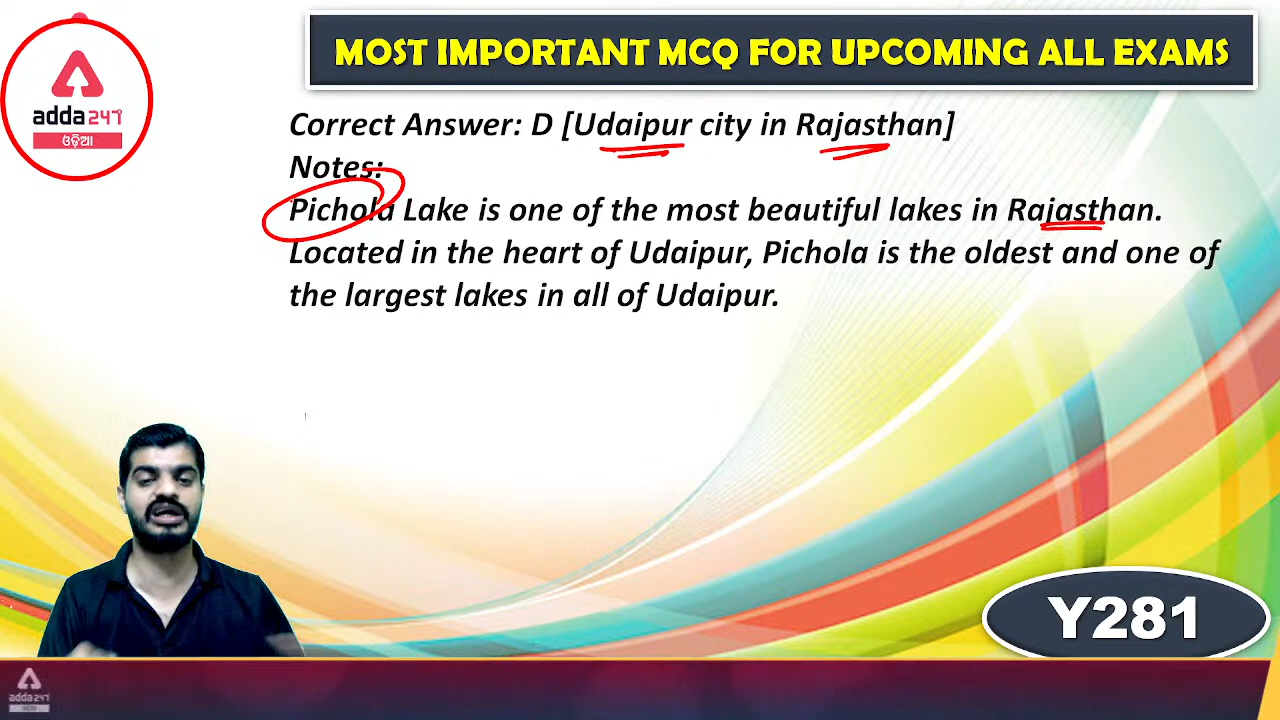 MOST IMPORTANT MCQ FOR UPCOMING ALL EXAMS
adda247
ଓଡ଼ିଆ
Correct Answer: D [Udaipur city in Rajasthan]
Notes:
Pichola Lake is one of the most beautiful lakes in Rajasthan.
Located in the heart of Udaipur, Pichola is the oldest and one of
the largest lakes in all of Udaipur.
Y281
adda247